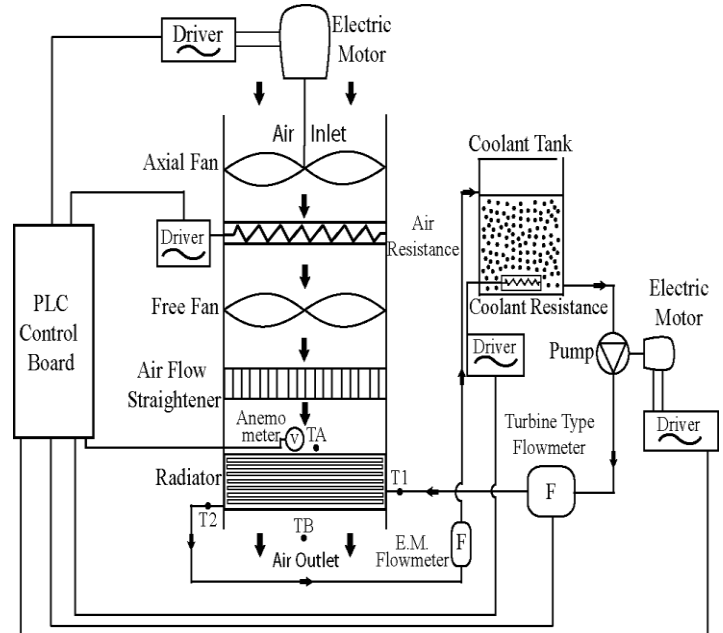 Driver
Electric
Motor
Air Inlet
Axial Fan
Coolant Tank
Driver
Air
Resistance
PLC
Control
Board
Free Fan
Coolant Resistance
Electric
Motor
Pump
Driver
Air Flow
Straightener
Driver
Anemo
meter
V
TA
Turbine Type
Flowmeter
Radiator
T1
F
T2
TB
E.M.
Flowmeter
F
Air Outlet